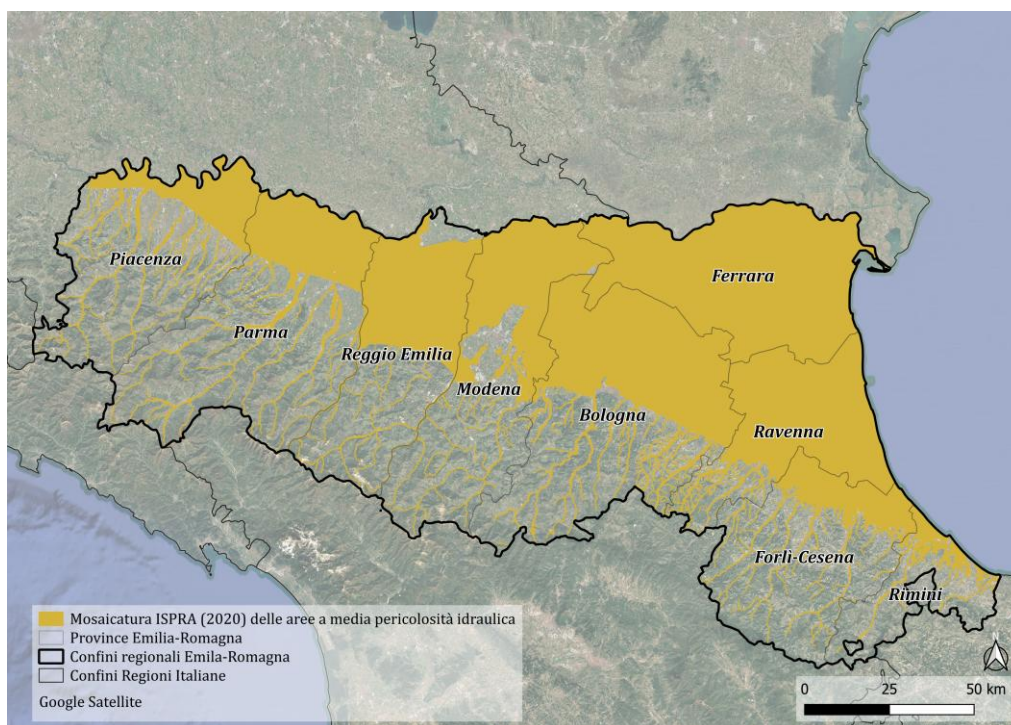 Piacenza
Parma
Reggio Emilia
Modena
Bologna
Ferrara
Ravenna
Forlì-Cesena
Rimini
Mosaicatura ISPRA (2020) delle aree a media pericolosità idraulica
Province Emilia-Romagna
Confini regionali Emila-Romagna
Confini Regioni Italiane
Google Satellite
N
0 25 50 km